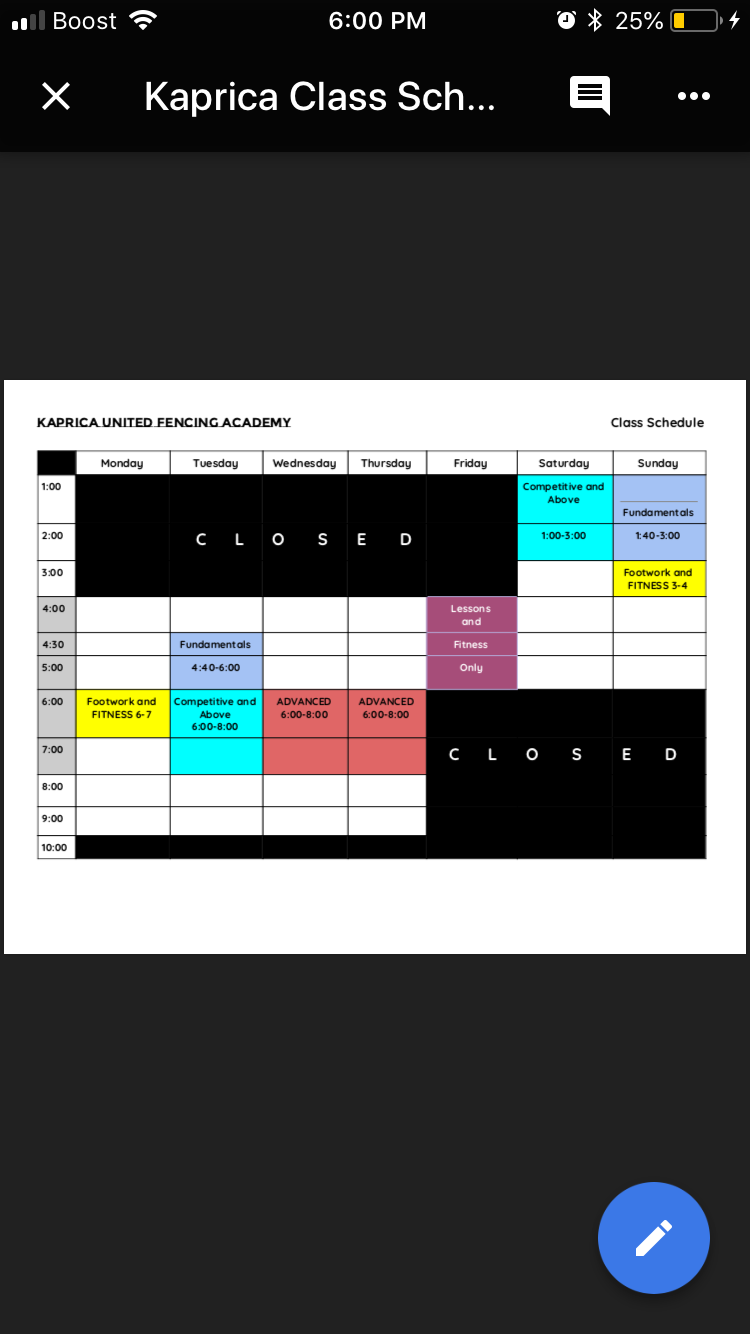 Boost 6:00 PM 25%
Kaprica Class Sch...
KAPRICA UNITED FENCING ACADEMY Class Schedule
Monday Tuesday Wednesday Thursday Friday Saturday Sunday
1:00 Competitive and
Above
Fundamentals
2:00 C L O S E D 1:00-3:00 1:40-3:00
3:00 Footwork and
FITNESS 3-4
4:00 Lessons
and
4:30 Fundamentals Fitness
5:00 4:40-6:00 Only
6:00 Footwork and
FITNESS 6-7
Competitive and
Above
6:00-8:00
ADVANCED
6:00-8:00
ADVANCED
6:00-8:00
7:00 C L O S E D
8:00
9:00
10:00